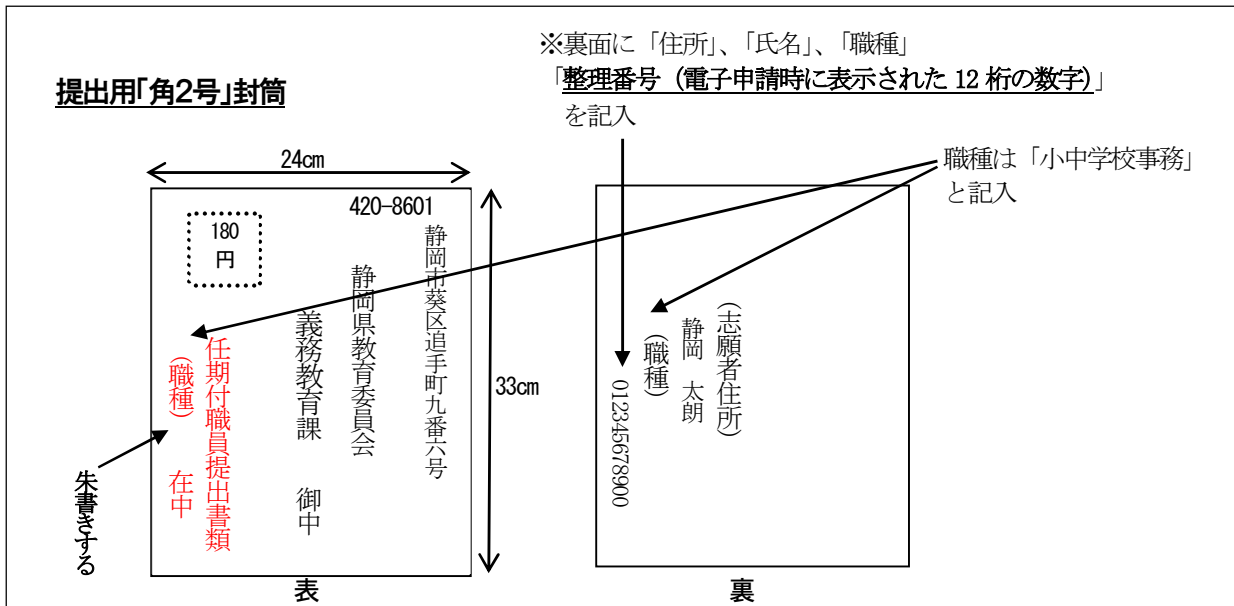 提出用「角2号」封筒
※裏面に「住所」、「氏名」、「職種」
「整理番号（電子申請時に表示された 12 桁の数字）」
を記入
職種は「小中学校事務」
と記入
24cm
33cm
180
円
420-8601
静岡市葵区追手町九番六号
静岡県教育委員会
義務教育課　御中
任期付職員提出書類
（職種）　在中
朱書きする
表
（志願者住所）
静岡　太朗
（職種）
012345678900
裏